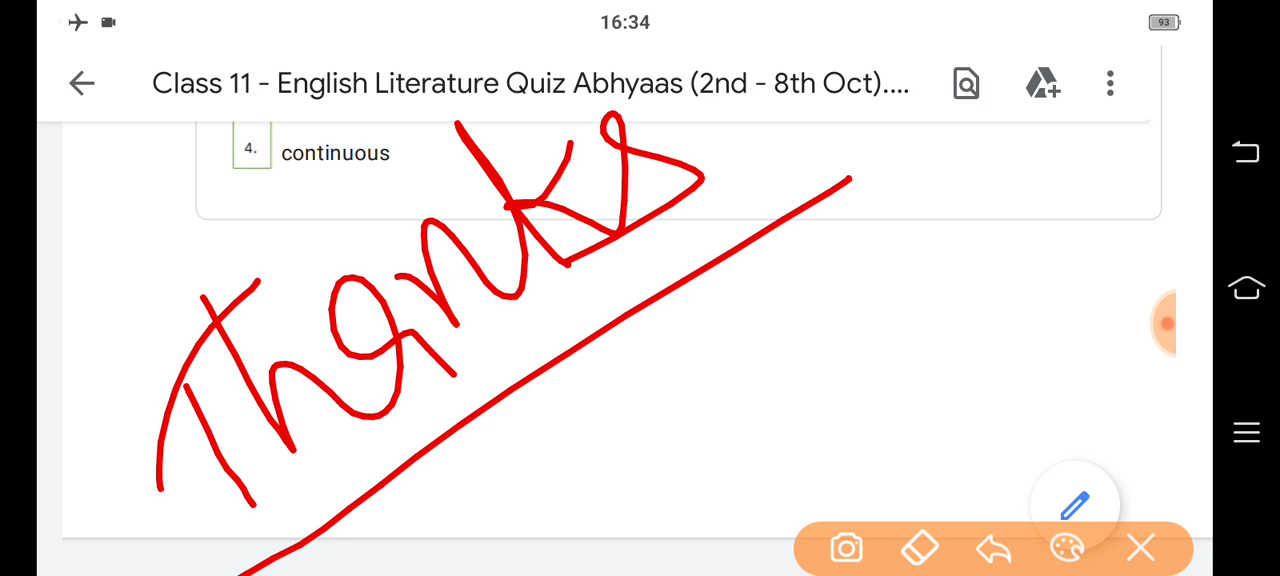 16:34
93
Class 11 - English Literature Quiz Abhyaas (2nd - 8th Oct)....
4. continuous
Thanks